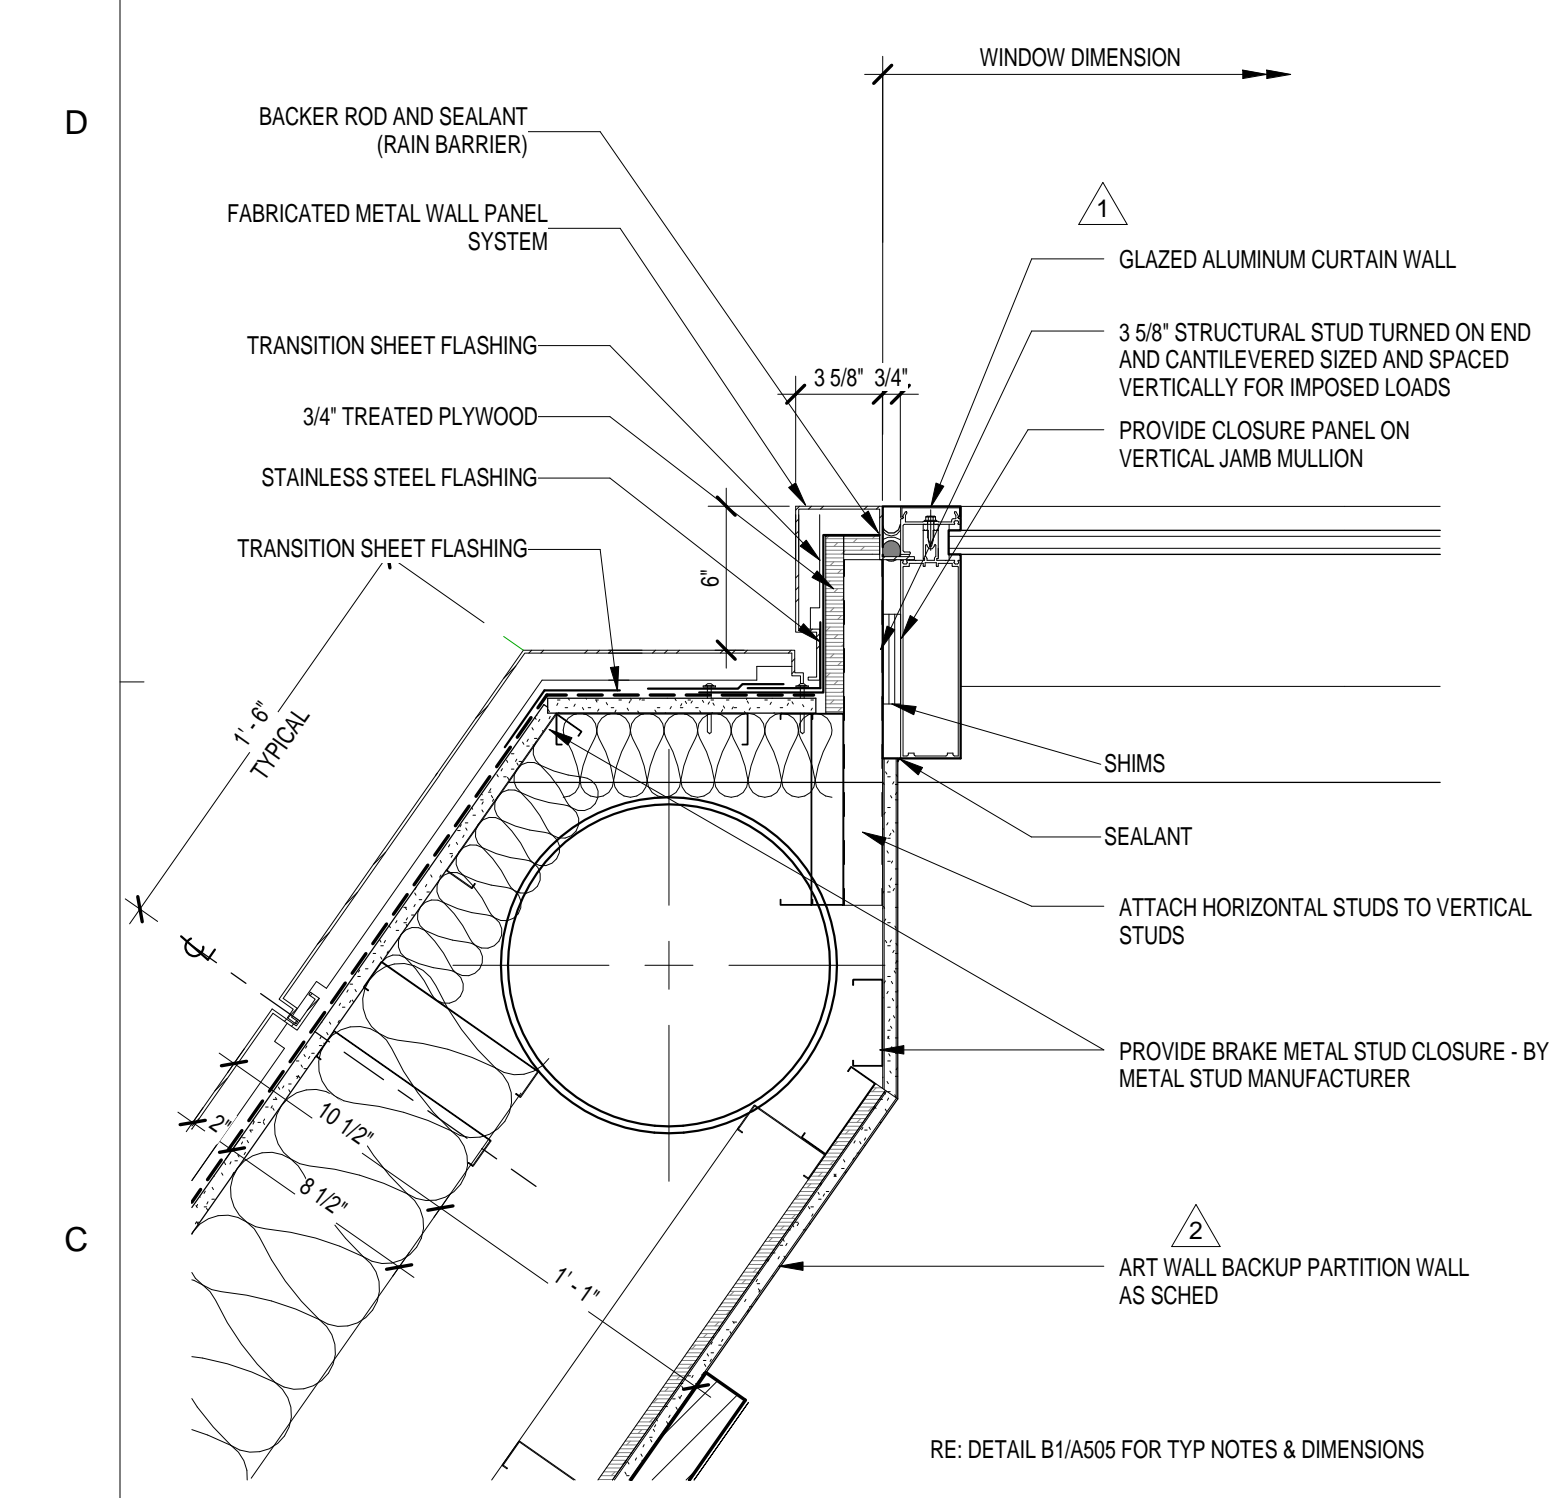 WINDOW DIMENSION
D
BACKER ROD AND SEALANT
(RAIN BARRIER)
FABRICATED METAL WALL PANEL
SYSTEM
1
GLAZED ALUMINUM CURTAIN WALL
3 5/8" STRUCTURAL STUD TURNED ON END
AND CANTILEVERED SIZED AND SPACED
VERTICALLY FOR IMPOSED LOADS
TRANSITION SHEET FLASHING
3 5/8" 3/4"
3/4" TREATED PLYWOOD
PROVIDE CLOSURE PANEL ON
VERTICAL JAMB MULLION
STAINLESS STEEL FLASHING
TRANSITION SHEET FLASHING
6"
1' - 6"
TYPICAL
SHIMS
SEALANT
ATTACH HORIZONTAL STUDS TO VERTICAL
STUDS
CL
PROVIDE BRAKE METAL STUD CLOSURE - BY
METAL STUD MANUFACTURER
2"
10 1/2"
8 1/2"
1' - 1"
C
2
ART WALL BACKUP PARTITION WALL
AS SCHED
RE: DETAIL B1/A505 FOR TYP NOTES & DIMENSIONS